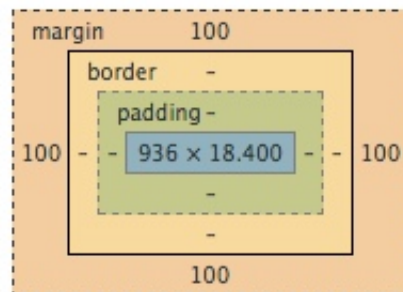 margin 100
border -
padding -
100 - - 936 × 18.400 - - 100
-
-
100